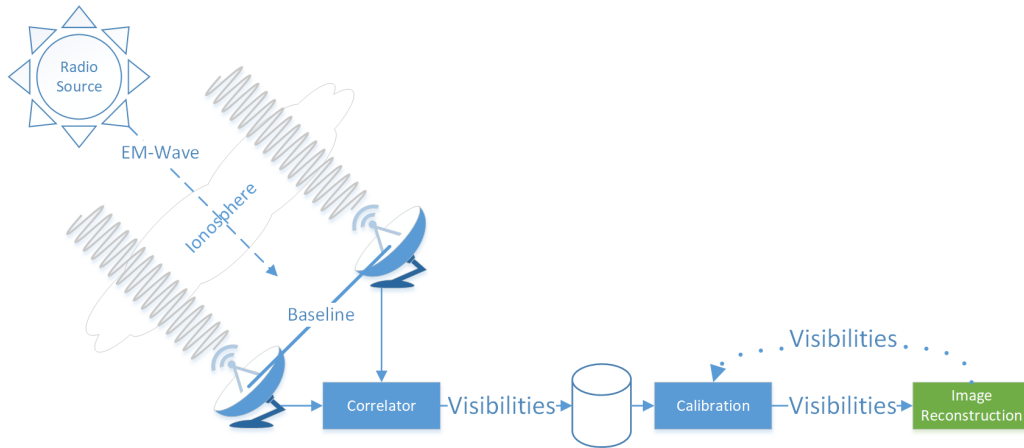 Radio
Source
EM-Wave
Ionosphere
Baseline
Correlator
Visibilities
Calibration
Visibilities
Visibilities
Image
Reconstruction